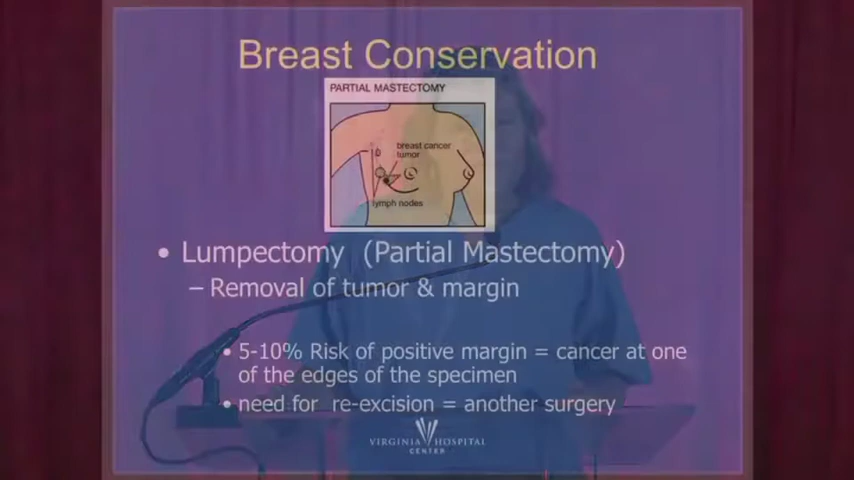 Breast Conservation
PARTIAL MASTECTOMY
breast cancer
tumor
lymph nodes
• Lumpectomy (Partial Mastectomy)
– Removal of tumor & margin
• 5-10% Risk of positive margin = cancer at one
of the edges of the specimen
• need for re-excision = another surgery
VIRGINIA HOSPITAL
CENTER